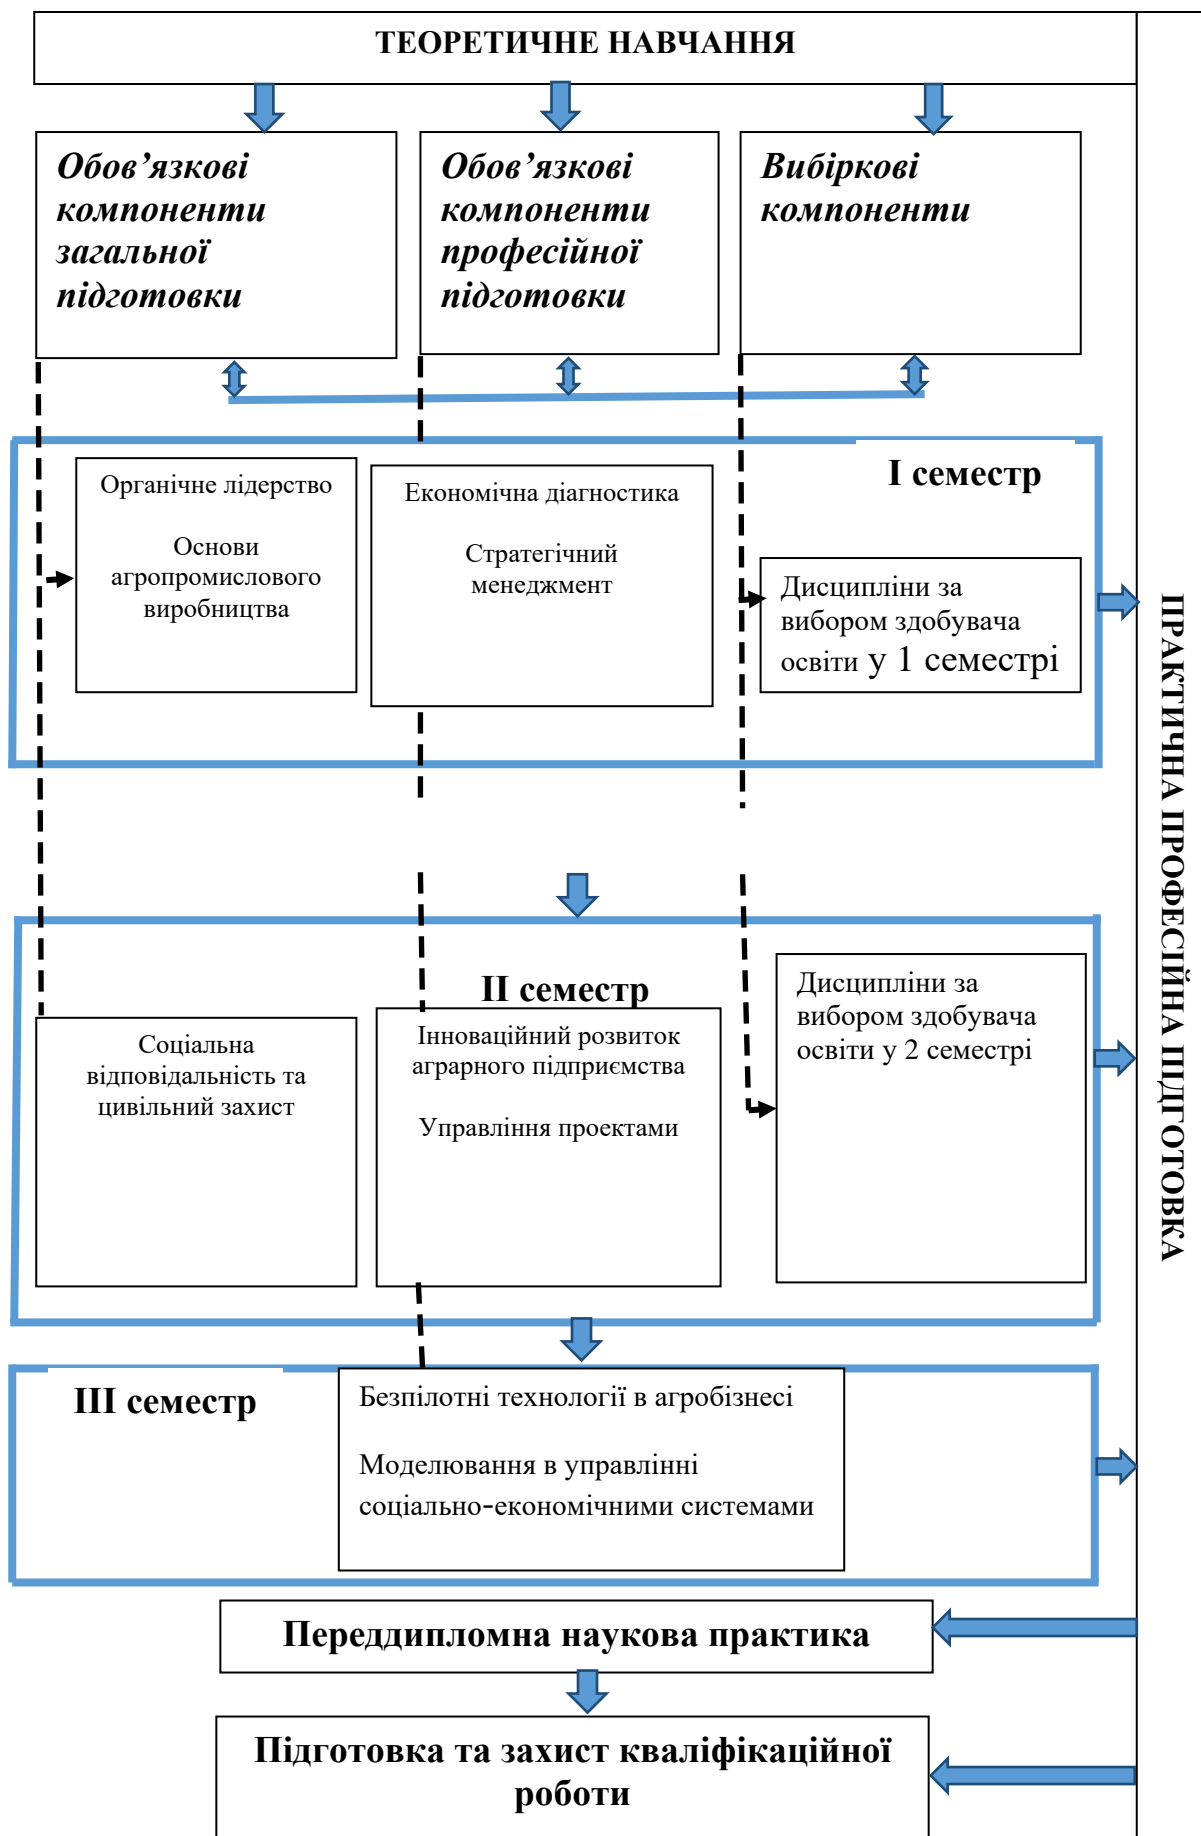 ТЕОРЕТИЧНЕ НАВЧАННЯ
Обов’язкові
компоненти
загальної
підготовки
Обов’язкові
компоненти
професійної
підготовки
Вибіркові
компоненти
І семестр
Органічне лідерство
Основи
агропромислового
виробництва
Економічна діагностика
Стратегічний
менеджмент
Дисципліни за
вибором здобувача
освіти у 1 семестрі
ІІ семестр
Соціальна
відповідальність та
цивільний захист
Інноваційний розвиток
аграрного підприємства
Управління проектами
Дисципліни за
вибором здобувача
освіти у 2 семестрі
ІІІ семестр
Безпілотні технології в агробізнесі
Моделювання в управлінні
соціально-економічними системами
Переддипломна наукова практика
Підготовка та захист кваліфікаційної
роботи
ПРАКТИЧНА ПРОФЕСІЙНА ПІДГОТОВКА